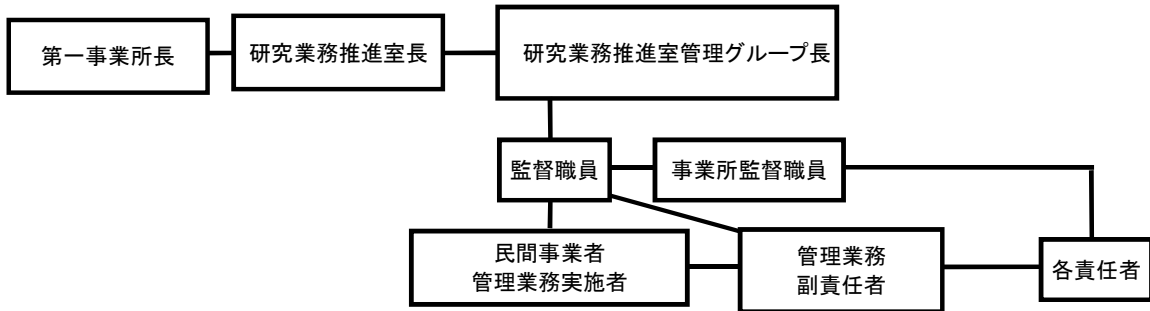 第一事業所長
研究業務推進室長
研究業務推進室管理グループ長
監督職員
事業所監督職員
民間事業者
管理業務実施者
管理業務
副責任者
各責任者